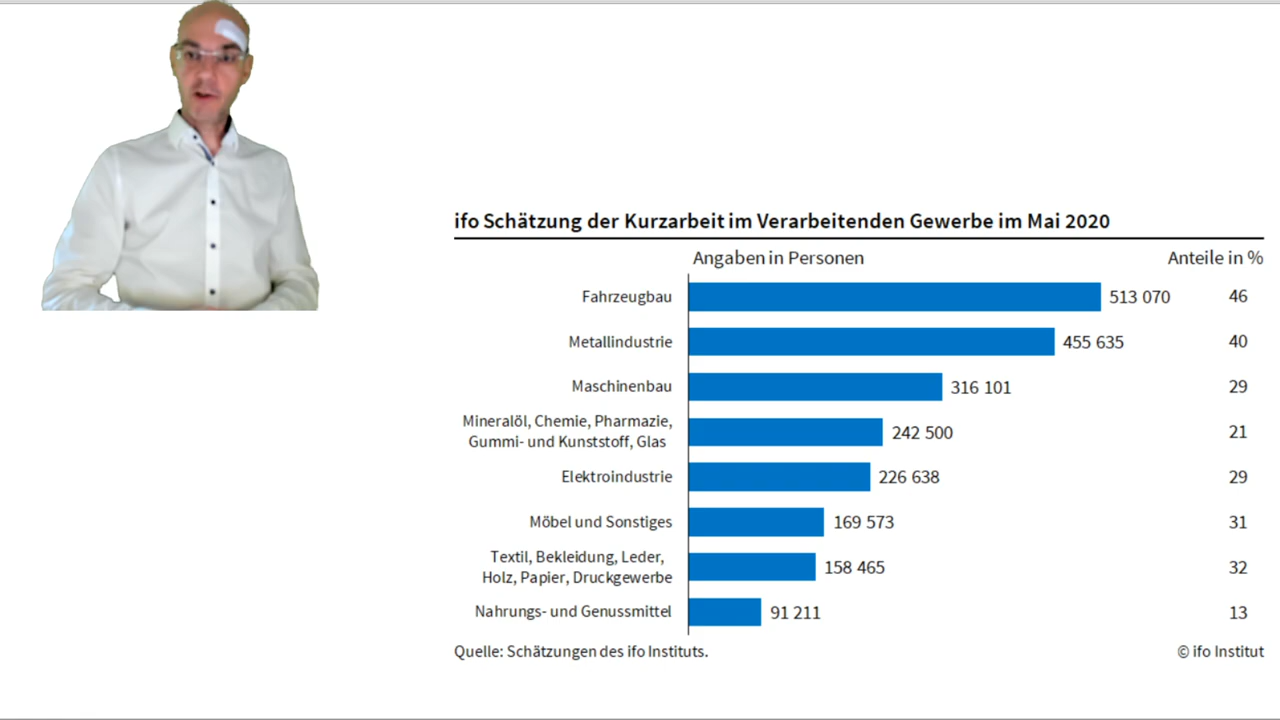 ifo Schätzung der Kurzarbeit im Verarbeitenden Gewerbe im Mai 2020
Angaben in Personen Anteile in %
Fahrzeugbau 513 070 46
Metallindustrie 455 635 40
Maschinenbau 316 101 29
Mineralöl, Chemie, Pharmazie,
Gummi- und Kunststoff, Glas 242 500 21
Elektroindustrie 226 638 29
Möbel und Sonstiges 169 573 31
Textil, Bekleidung, Leder,
Holz, Papier, Druckgewerbe 158 465 32
Nahrungs- und Genussmittel 91 211 13
Quelle: Schätzungen des ifo Instituts. © ifo Institut